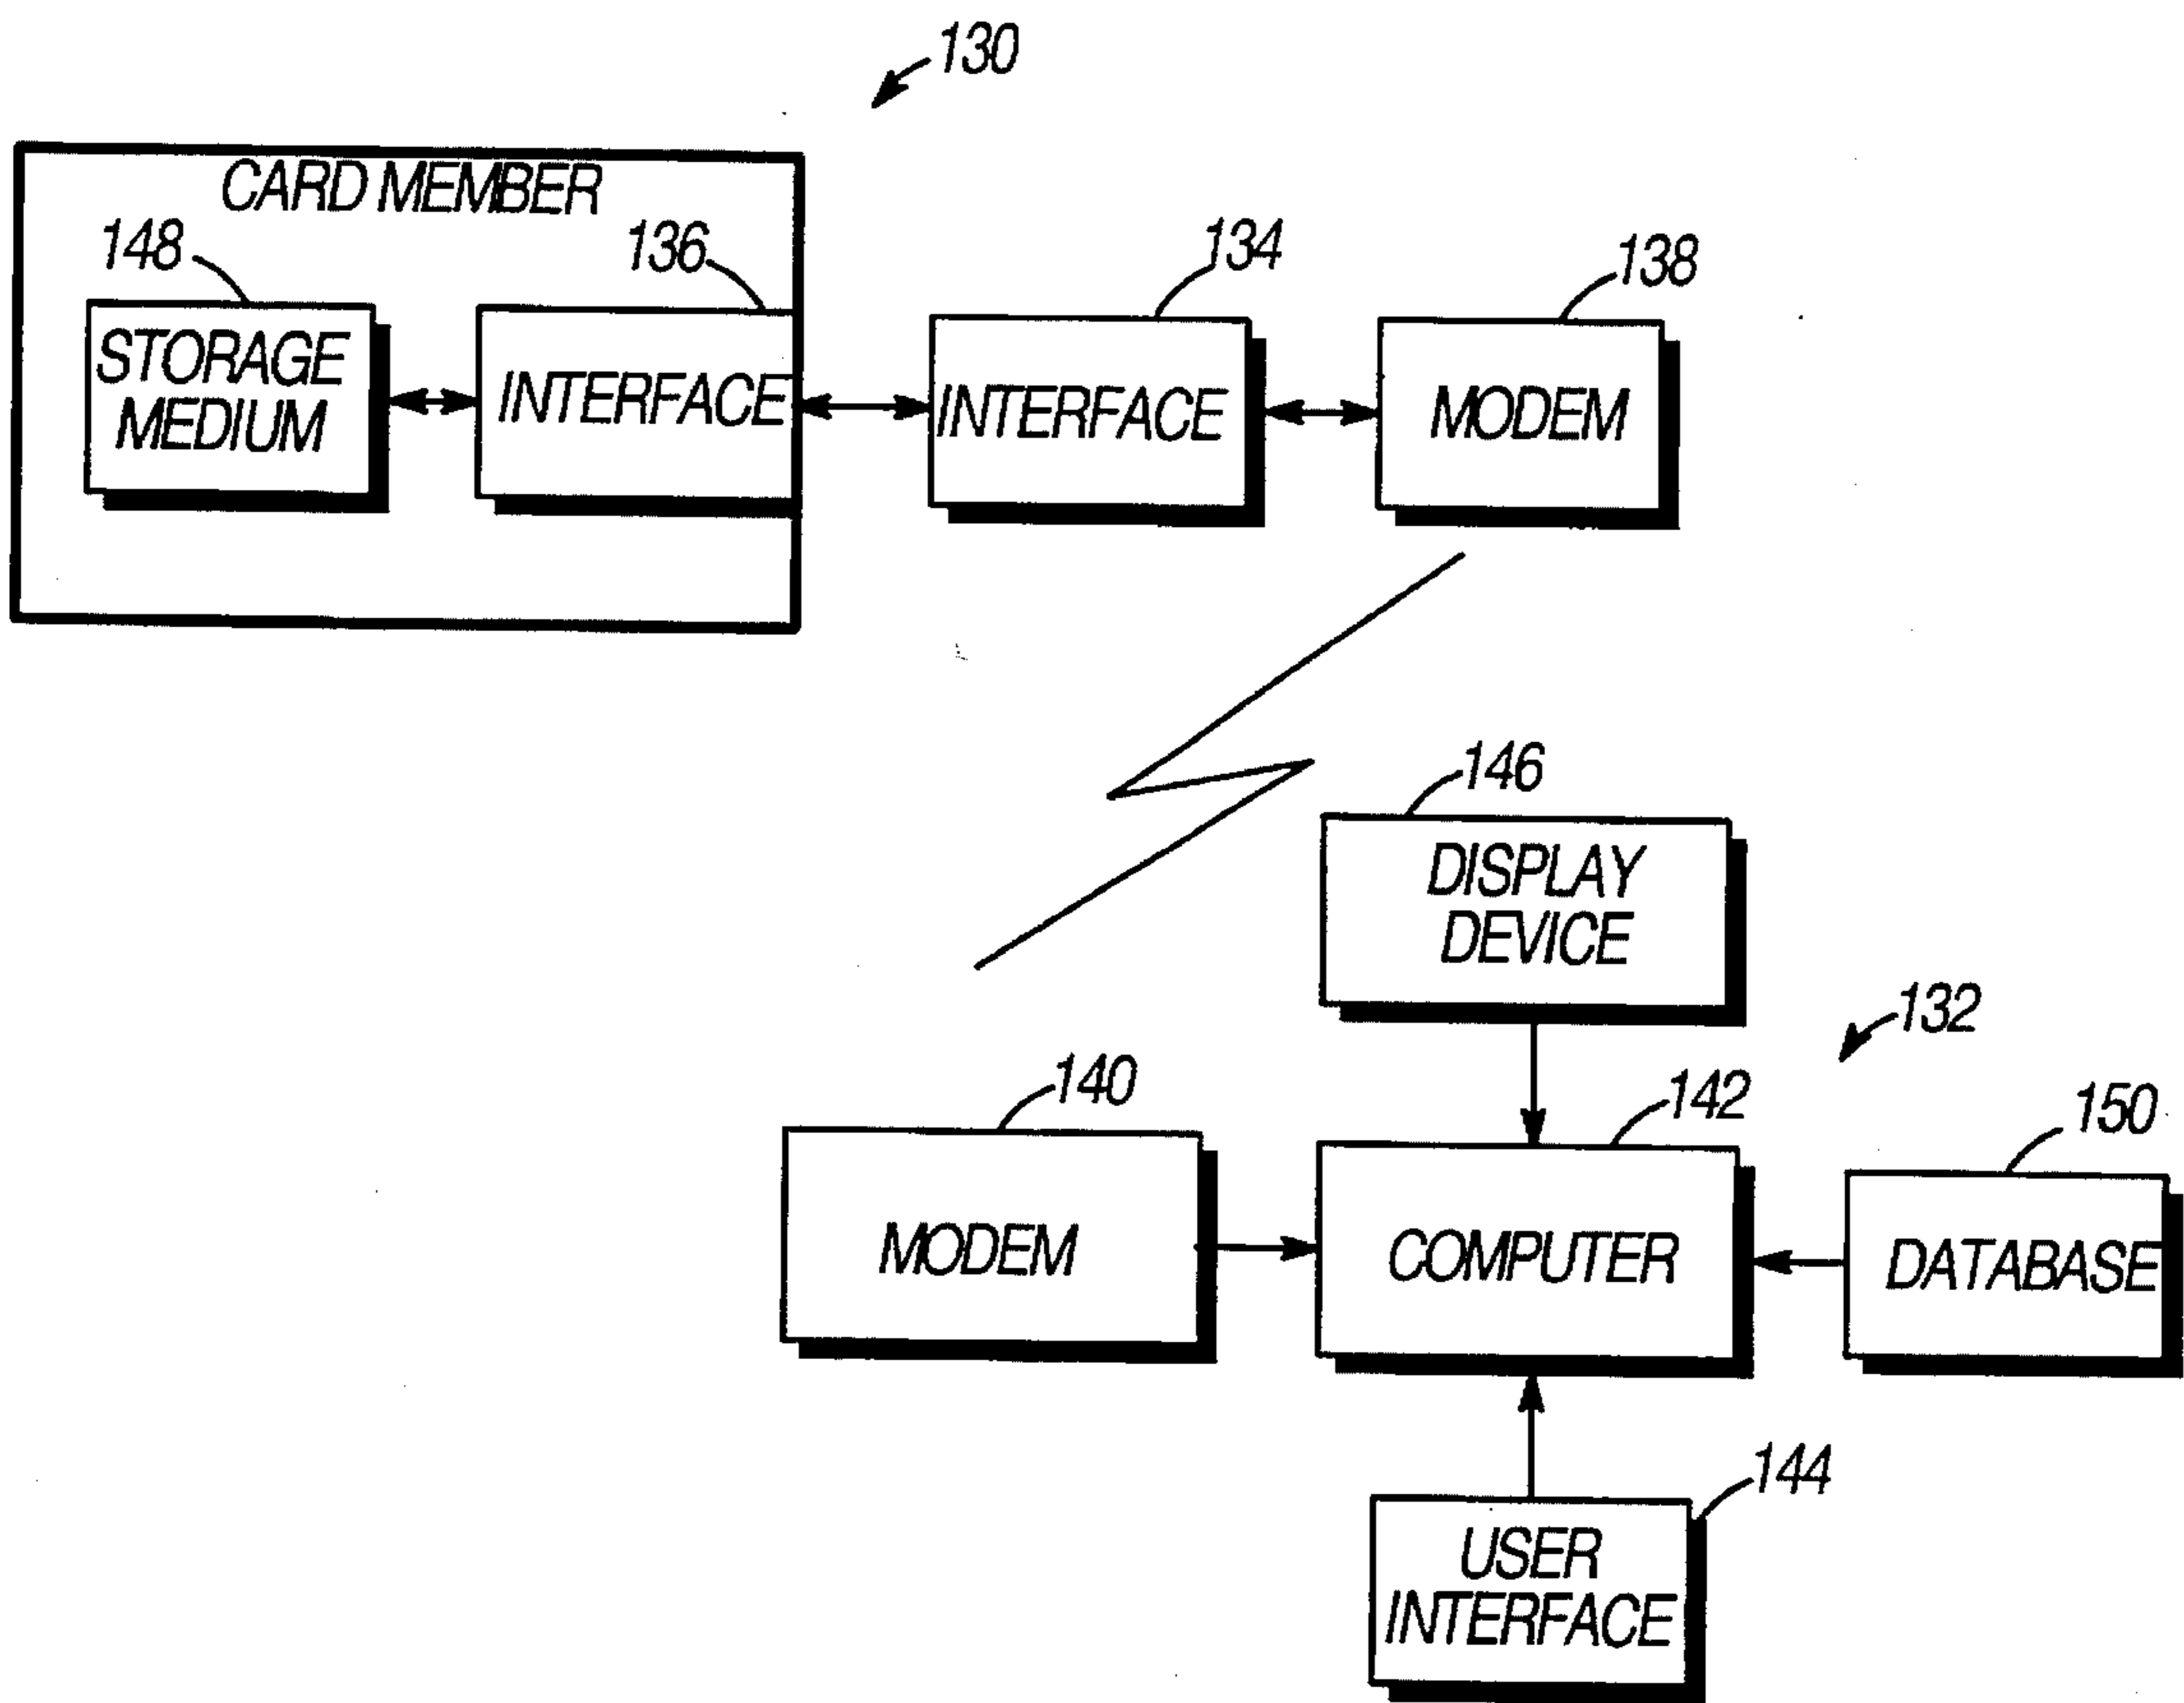 130
CARD MEMBER
148
136
134
138
STORAGE
MEDIUM
INTERFACE
INTERFACE
MODEM
146
DISPLAY
DEVICE
132
140
142
150
MODEM
COMPUTER
DATABASE
144
USER
INTERFACE